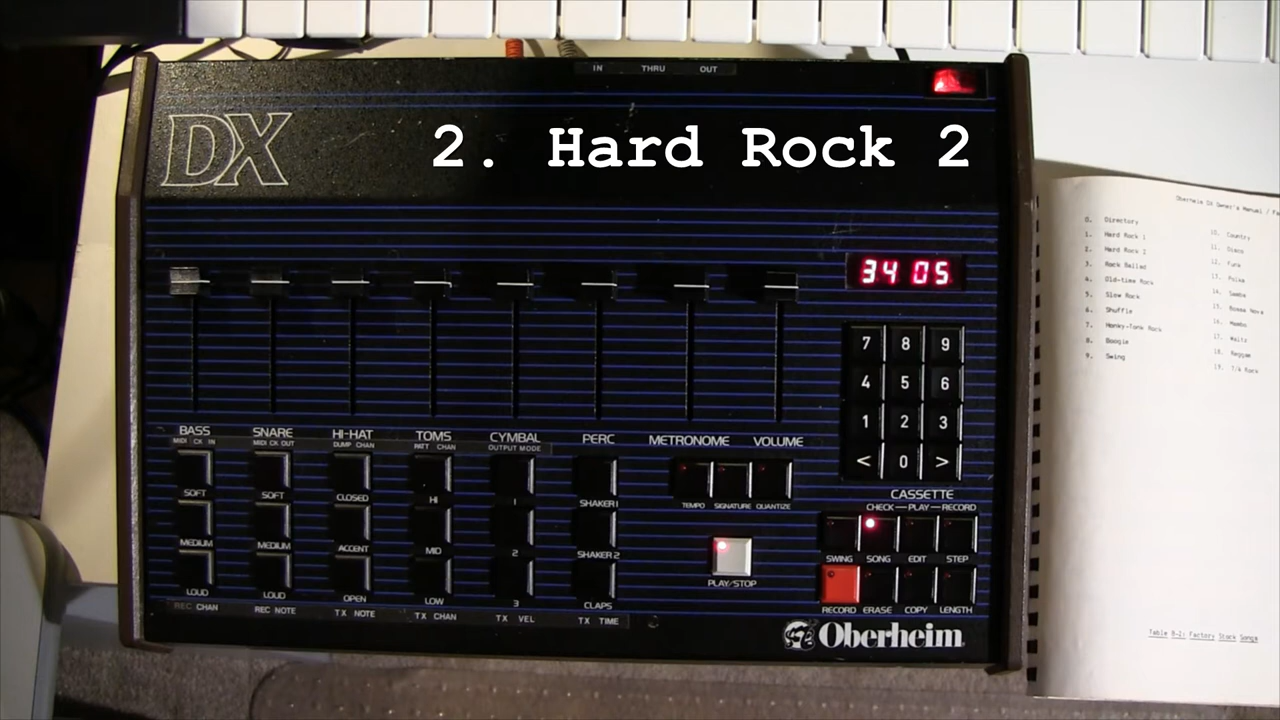 IN THRU OUT
DX
2. Hard Rock 2
34 05
7 8 9
4 5 6
1 2 3
< 0 >
BASS SNARE HI-HAT TOMS CYMBAL PERC METRONOME VOLUME
MIDI CK IN MIDI CK OUT DUMP CHAN PATT CHAN OUTPUT MODE
SOFT SOFT CLOSED HI 1 SHAKER 1
TEMPO SIGNATURE QUANTIZE
MEDIUM MEDIUM ACCENT MID 2 SHAKER 2
LOUD LOUD OPEN LOW 3 CLAPS
REC CHAN REC NOTE TX NOTE TX CHAN TX VEL TX TIME
PLAY/STOP
CASSETTE
CHECK — PLAY — RECORD
SWING SONG EDIT STEP
RECORD ERASE COPY LENGTH
Oberheim
Oberheim DX Owner's Manual /
0. Directory
1. Hard Rock 1
2. Hard Rock 2
3. Rock Ballad
4. Old-time Rock
5. Slow Rock
6. Shuffle
7. Honky-Tonk Rock
8. Boogie
9. Swing
10. Country
11. Disco
12. Funk
13. Polka
14. Samba
15. Bossa Nova
16. Mambo
17. Waltz
18. Reggae
19. 7/4 Rock
Table 8-2: Factory Stock Songs